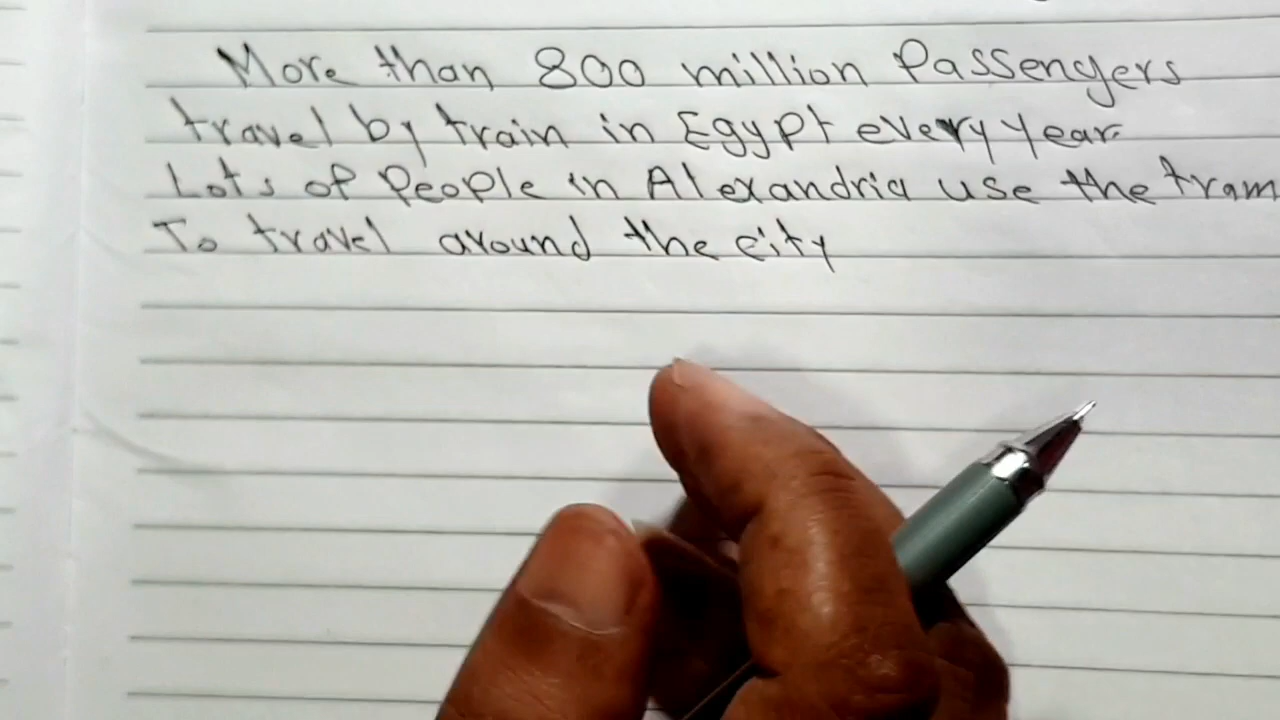 More than 800 million Passengers
travel by train in Egypt every year.
Lots of People in Alexandria use the tram
To travel around the city